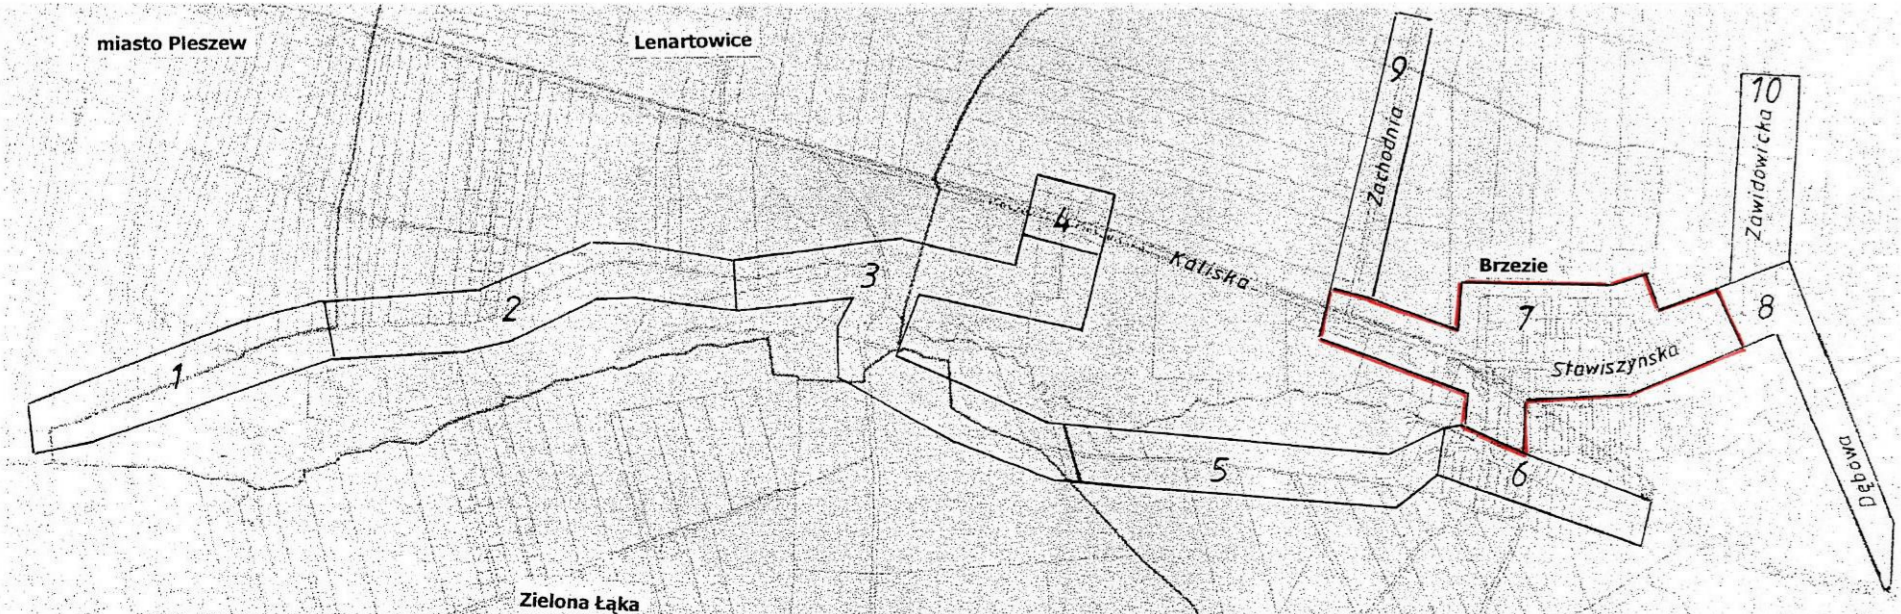 miasto Pleszew
Lenartowice
9
Zachodnia
10
Zawidowicka
4
Kaliska
Brzezie
3
2
1
7
8
Stawiszyńska
5
6
Dębowa
Zielona Łąka